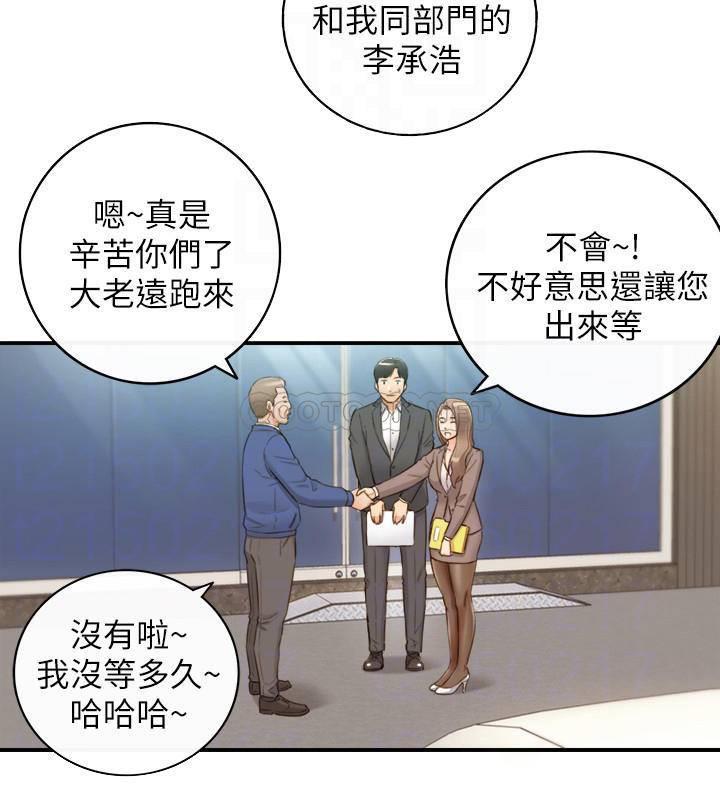 和我同部門的
李承浩
嗯~真是
辛苦你們了
大老遠跑來
不會~!
不好意思還讓您
出來等
沒有啦~
我沒等多久~
哈哈哈~